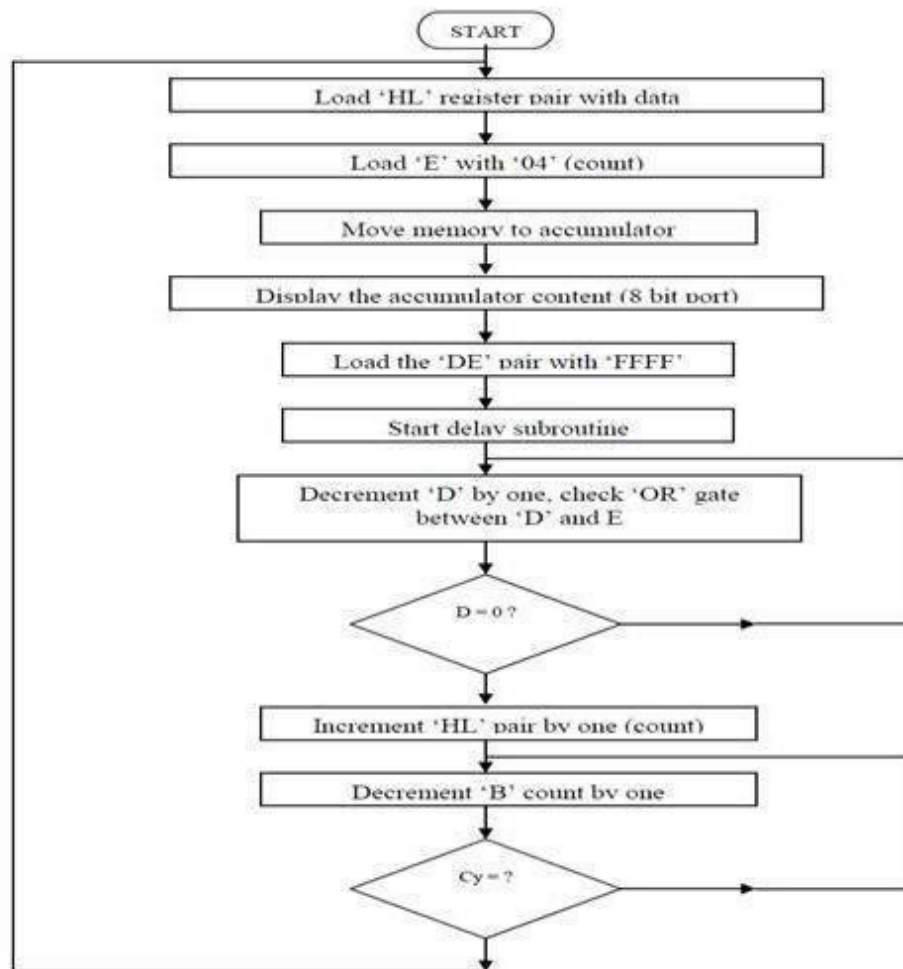 START
Load ‘HL’ register pair with data
Load ‘E’ with ‘04’ (count)
Move memory to accumulator
Display the accumulator content (8 bit port)
Load the ‘DE’ pair with ‘FFFF’
Start delay subroutine
Decrement ‘D’ by one, check ‘OR’ gate
between ‘D’ and E
D = 0 ?
Increment ‘HL’ pair by one (count)
Decrement ‘B’ count by one
Cy = ?